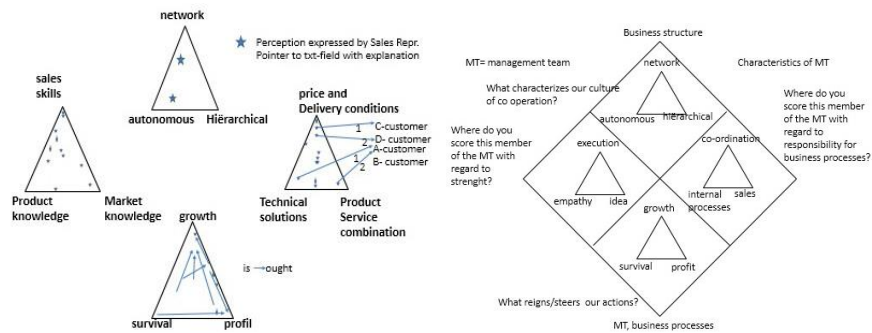 network
Perception expressed by Sales Repr.
Pointer to txt-field with explanation
autonomous
Hiërarchical
sales
skills
Product
knowledge
Market
knowledge
price and
Delivery conditions
1
C-customer
2
D- customer
A-customer
1
B- customer
2
Technical
solutions
Product
Service
combination
growth
is
ought
survival
profil
Business structure
MT= management team
Characteristics of MT
What characterizes our culture
of co operation?
network
autonomous
hiërarchical
Where do you
score this member
of the MT with
regard to
strenght?
Where do you
score this member
of the MT with
regard to
responsibility for
business processes?
execution
empathy
idea
co-ordination
internal
processes
sales
growth
survival
profit
What reigns/steers our actions?
MT, business processes